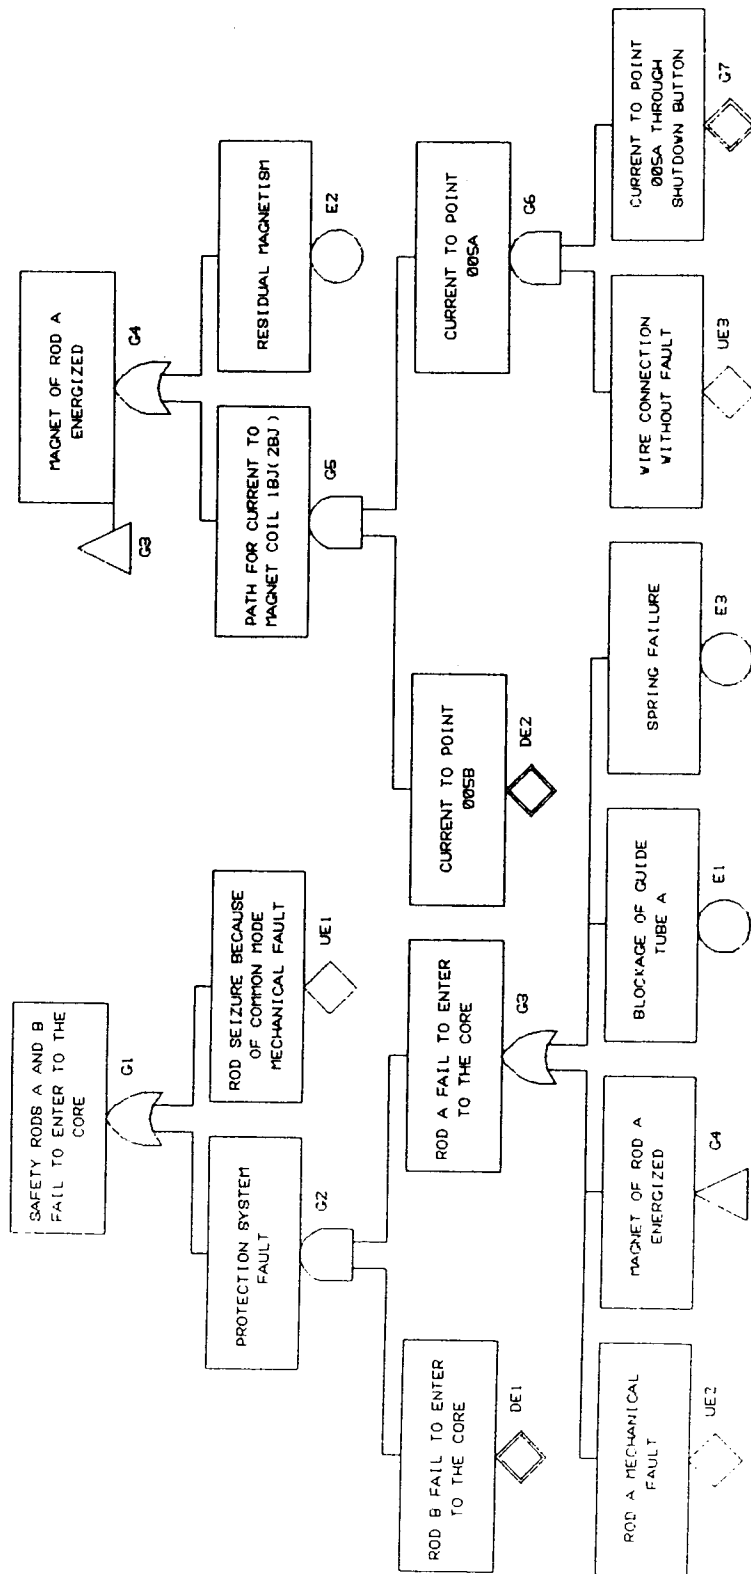 SAFETY RODS A AND B
FAIL TO ENTER TO THE
CORE
G1
PROTECTION SYSTEM
FAULT
G2
ROD SEIZURE BECAUSE
OF COMMON MODE
MECHANICAL FAULT
UE1
ROD B FAIL TO ENTER
TO THE CORE
DE1
ROD A FAIL TO ENTER
TO THE CORE
G3
ROD A MECHANICAL
FAULT
UE2
MAGNET OF ROD A
ENERGIZED
G4
BLOCKAGE OF GUIDE
TUBE A
E1
SPRING FAILURE
E3
MAGNET OF ROD A
ENERGIZED
G3
G4
PATH FOR CURRENT TO
MAGNET COIL 1BJ(2BJ)
G5
RESIDUAL MAGNETISM
E2
CURRENT TO POINT
005B
DE2
CURRENT TO POINT
005A
G6
WIRE CONNECTION
WITHOUT FAULT
UE3
CURRENT TO POINT
005A THROUGH
SHUTDOWN BUTTON
G7